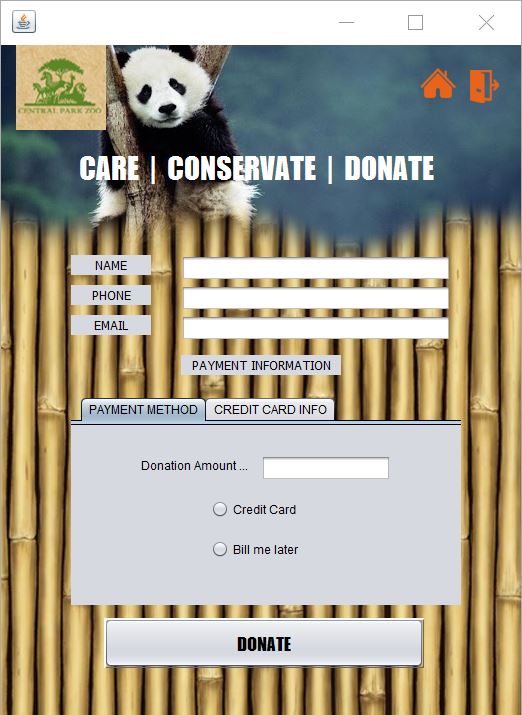 CENTRAL PARK ZOO
CARE | CONSERVATE | DONATE
NAME
PHONE
EMAIL
PAYMENT INFORMATION
PAYMENT METHOD CREDIT CARD INFO
Donation Amount ...
Credit Card
Bill me later
DONATE